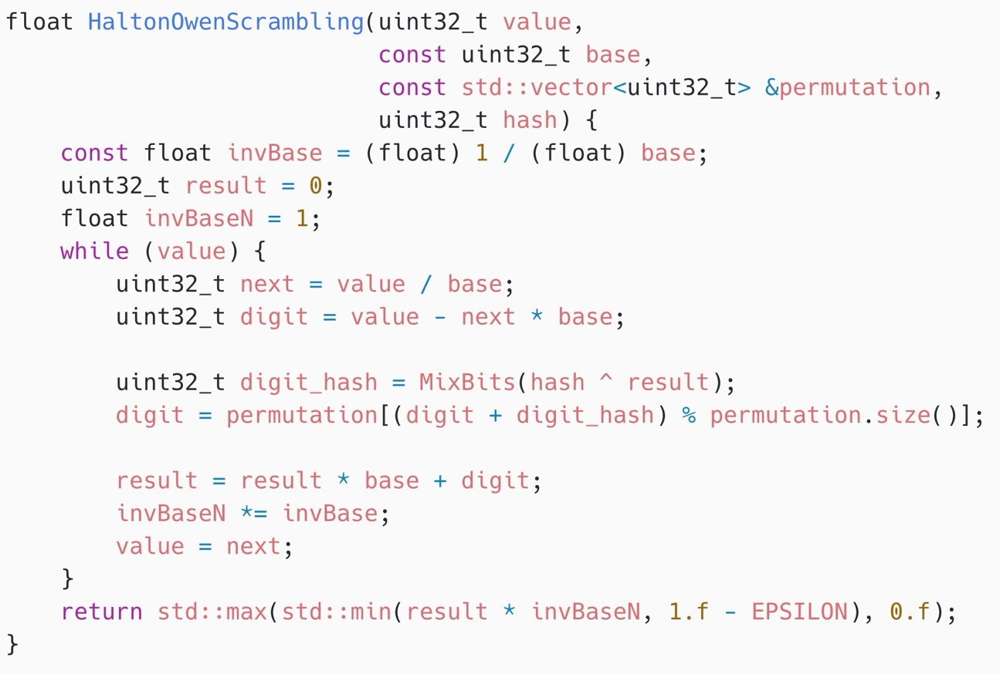 float HaltonOwenScrambling(uint32_t value,
                           const uint32_t base,
                           const std::vector<uint32_t> &permutation,
                           uint32_t hash) {
    const float invBase = (float) 1 / (float) base;
    uint32_t result = 0;
    float invBaseN = 1;
    while (value) {
        uint32_t next = value / base;
        uint32_t digit = value - next * base;

        uint32_t digit_hash = MixBits(hash ^ result);
        digit = permutation[(digit + digit_hash) % permutation.size()];

        result = result * base + digit;
        invBaseN *= invBase;
        value = next;
    }
    return std::max(std::min(result * invBaseN, 1.f - EPSILON), 0.f);
}